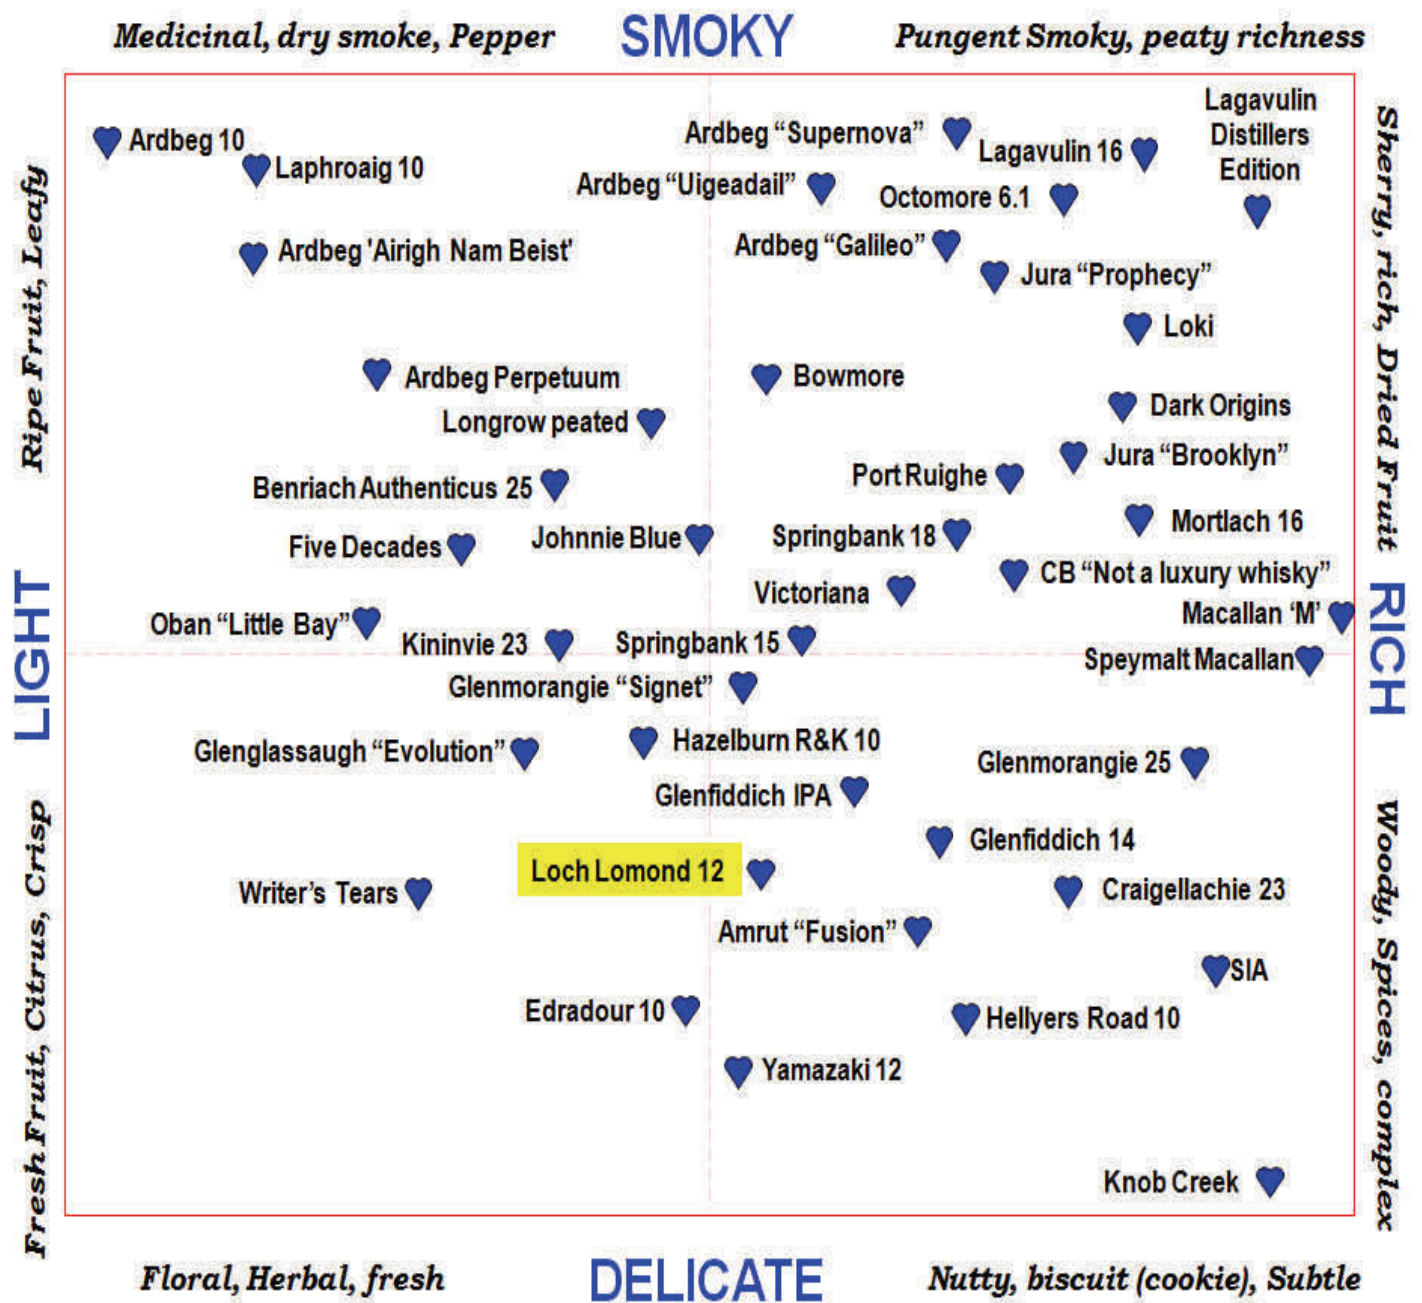 Medicinal, dry smoke, Pepper
SMOKY
Pungent Smoky, peaty richness
Ripe Fruit, Leafy
LIGHT
Fresh Fruit, Citrus, Crisp
Ardbeg 10
Laphroaig 10
Ardbeg "Supernova"
Lagavulin 16
Lagavulin
Distillers
Edition
Ardbeg "Uigeadail"
Octomore 6.1
Ardbeg 'Airigh Nam Beist'
Ardbeg "Galileo"
Jura "Prophecy"
Loki
Ardbeg Perpetuum
Bowmore
Longrow peated
Dark Origins
Jura "Brooklyn"
Benriach Authenticus 25
Port Ruighe
Five Decades
Johnnie Blue
Springbank 18
Mortlach 16
Victoriana
CB "Not a luxury whisky"
Macallan ‘M’
Oban "Little Bay"
Kininvie 23
Springbank 15
Speymalt Macallan
Glenmorangie "Signet"
Glenglassaugh "Evolution"
Hazelburn R&K 10
Glenmorangie 25
Glenfiddich IPA
Glenfiddich 14
Loch Lomond 12
Writer’s Tears
Craigellachie 23
Amrut "Fusion"
SIA
Edradour 10
Hellyers Road 10
Yamazaki 12
Knob Creek
Sherry, rich, Dried Fruit
RICH
Woody, Spices, complex
Floral, Herbal, fresh
DELICATE
Nutty, biscuit (cookie), Subtle